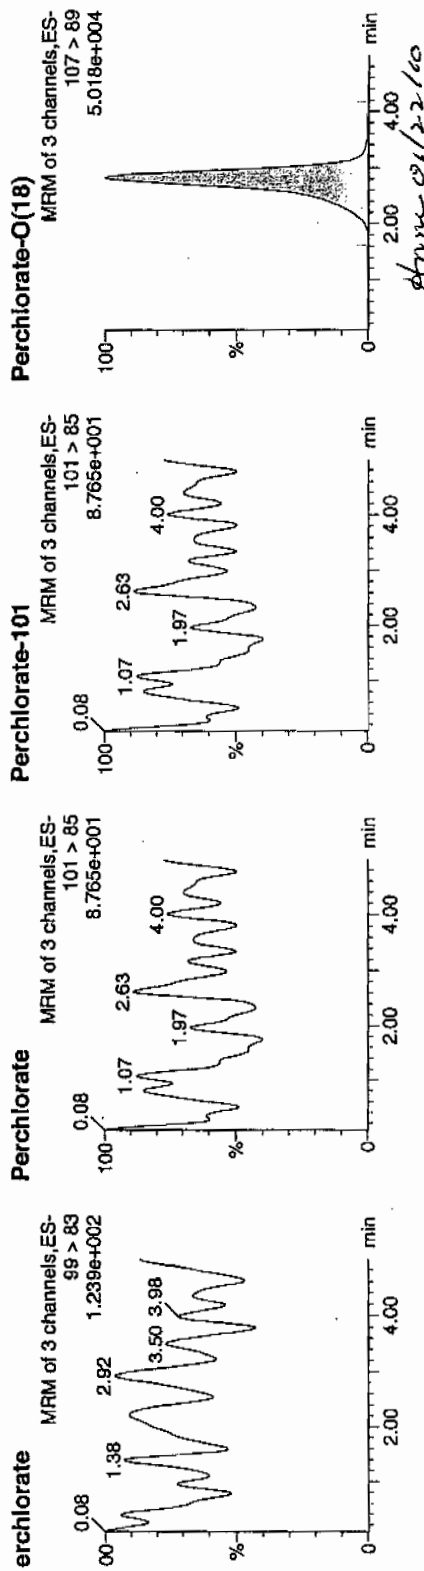 erchlorate
MRM of 3 channels,ES-
99 > 83
1.239e+002
00
0.08
1.38
2.92
3.50
3.98
%
0
2.00
4.00
min
Perchlorate
MRM of 3 channels,ES-
101 > 85
8.765e+001
100
0.08
1.07
1.97
2.63
4.00
%
0
2.00
4.00
min
Perchlorate-101
MRM of 3 channels,ES-
101 > 85
8.765e+001
100
0.08
1.07
1.97
2.63
4.00
%
0
2.00
4.00
min
Perchlorate-O(18)
MRM of 3 channels,ES-
107 > 89
5.018e+004
100
%
0
2.00
4.00
min